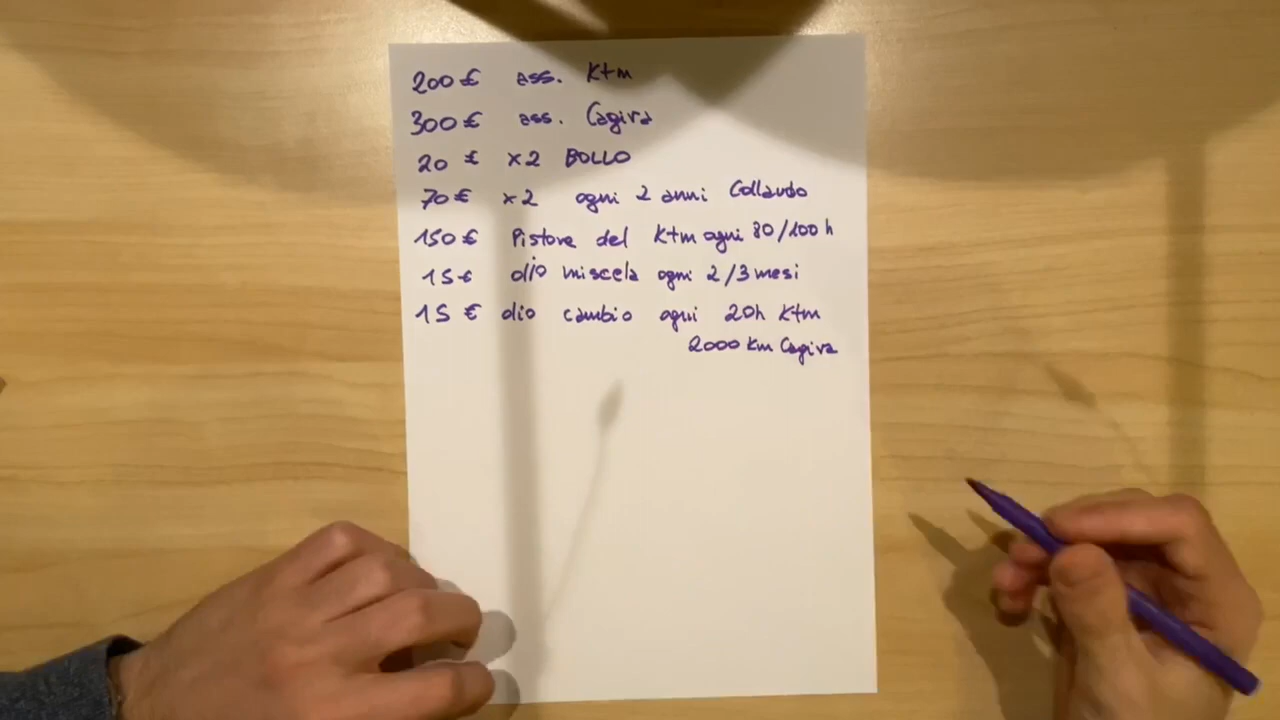 200€ ass. Ktm
300€ ass. Cagiva
20 € x2 BOLLO
70€ x2 ogni 2 anni Collaudo
150€ Pistone del Ktm ogni 80/100h
15€ olio miscela ogni 2/3 mesi
15€ olio cambio ogni 20h Ktm
2000 Km Cagiva